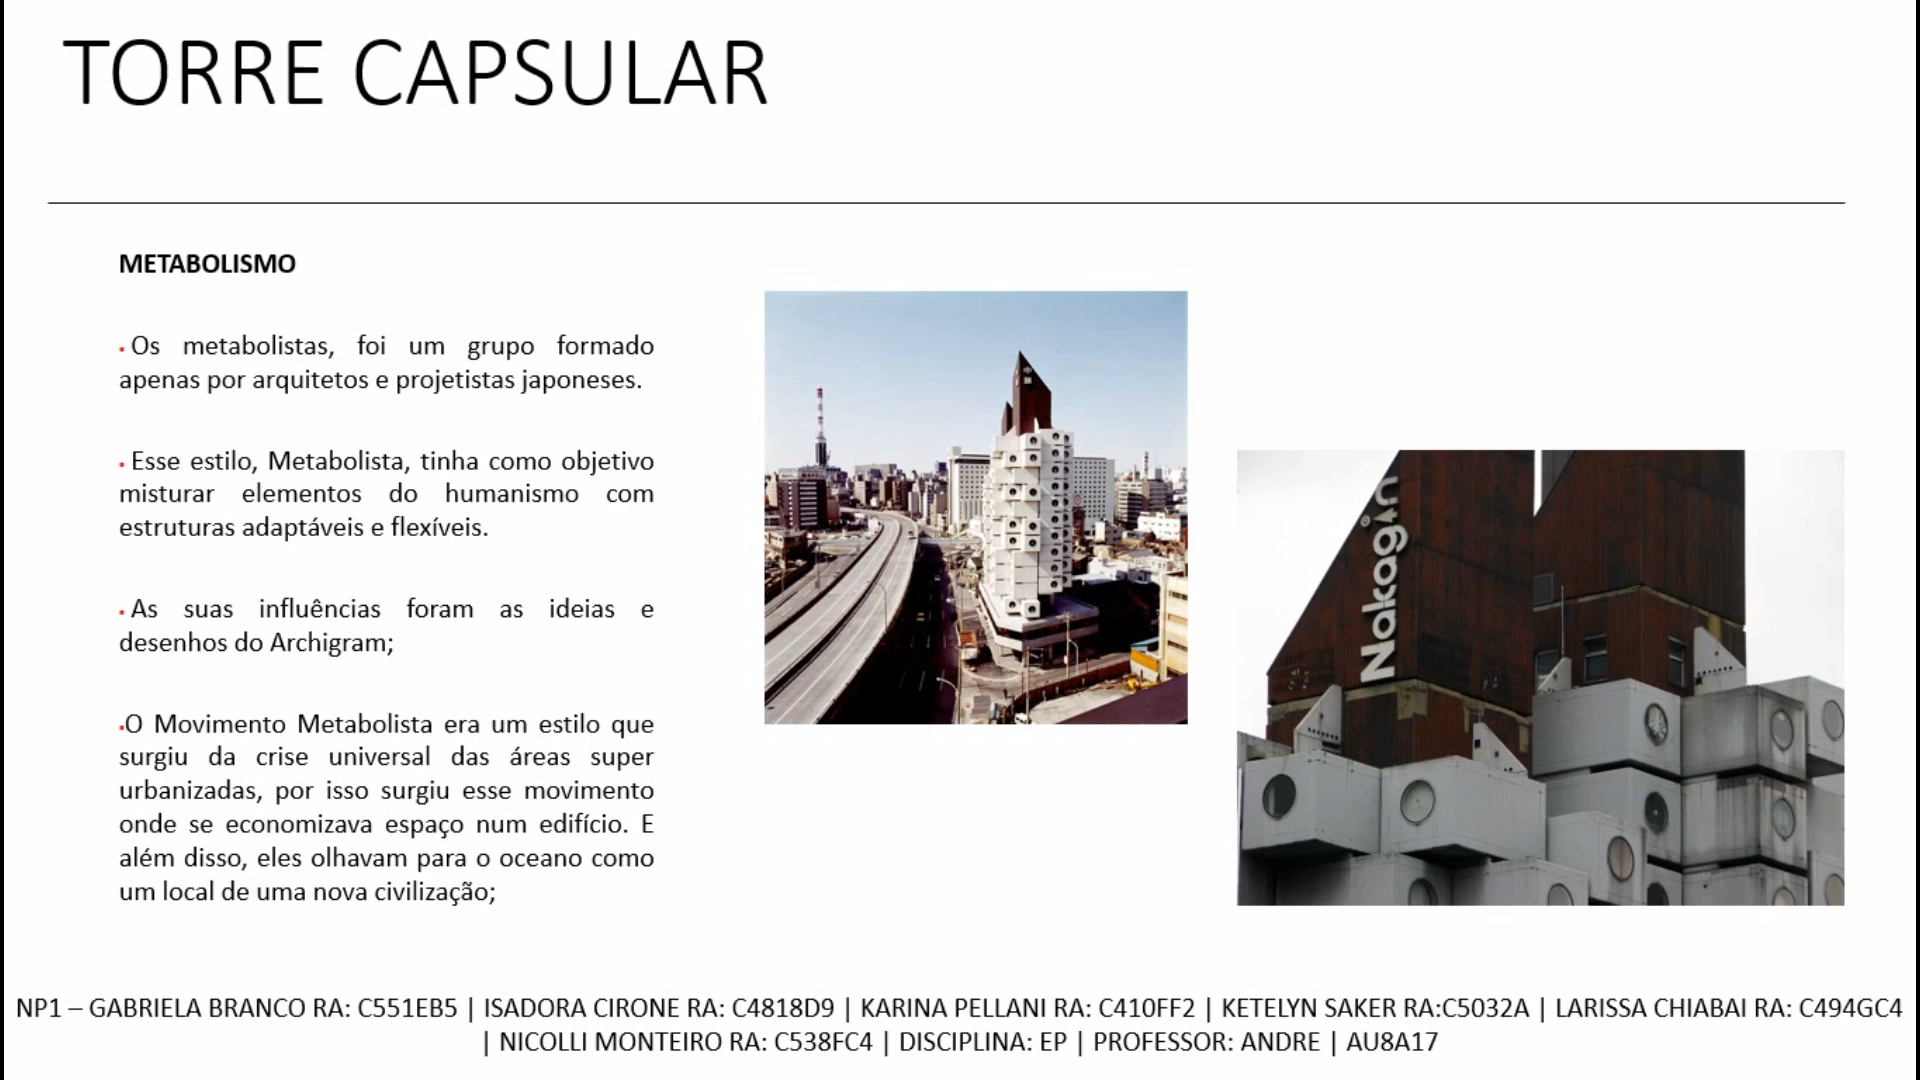 TORRE CAPSULAR
METABOLISMO
▪ Os metabolistas, foi um grupo formado
apenas por arquitetos e projetistas japoneses.
▪ Esse estilo, Metabolista, tinha como objetivo
misturar elementos do humanismo com
estruturas adaptáveis e flexíveis.
▪ As suas influências foram as ideias e
desenhos do Archigram;
▪O Movimento Metabolista era um estilo que
surgiu da crise universal das áreas super
urbanizadas, por isso surgiu esse movimento
onde se economizava espaço num edifício. E
além disso, eles olhavam para o oceano como
um local de uma nova civilização;
Nakagin
NP1 – GABRIELA BRANCO RA: C551EB5 | ISADORA CIRONE RA: C4818D9 | KARINA PELLANI RA: C410FF2 | KETELYN SAKER RA:C5032A | LARISSA CHIABAI RA: C494GC4
| NICOLLI MONTEIRO RA: C538FC4 | DISCIPLINA: EP | PROFESSOR: ANDRE | AU8A17